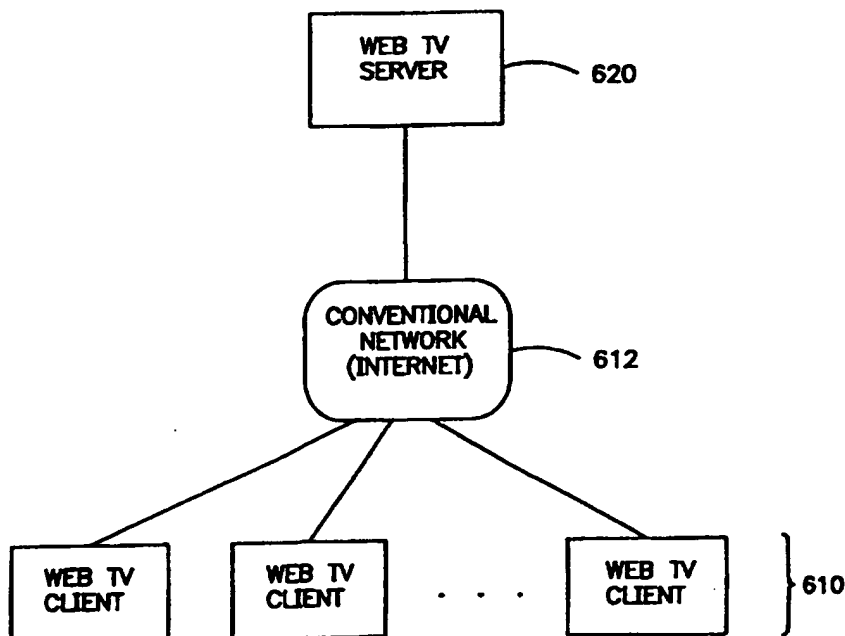 WEB TV
SERVER
620
CONVENTIONAL
NETWORK
(INTERNET)
612
WEB TV
CLIENT
WEB TV
CLIENT
. . .
WEB TV
CLIENT
610